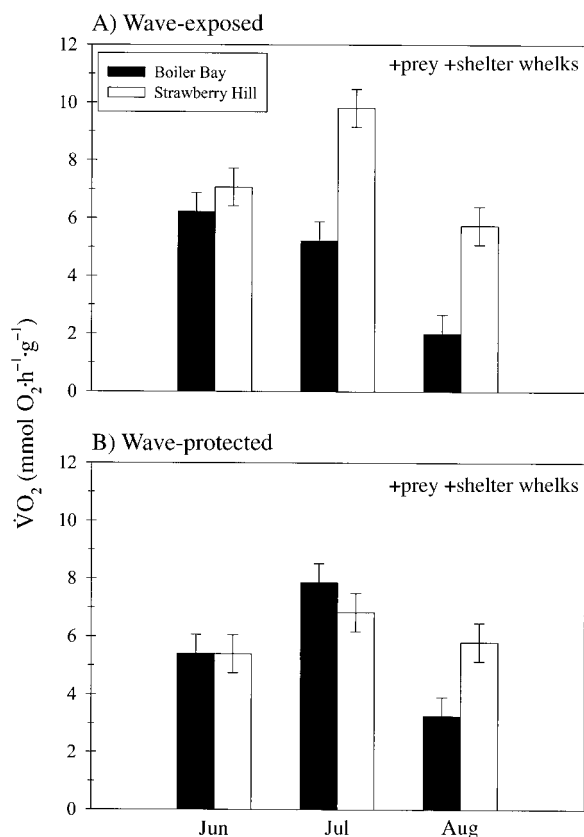 A) Wave-exposed
12
10
8
6
4
2
0
Boiler Bay
Strawberry Hill
+prey +shelter whelks
V̇O₂ (mmol O₂·h⁻¹·g⁻¹)
B) Wave-protected
12
10
8
6
4
2
0
+prey +shelter whelks
Jun Jul Aug